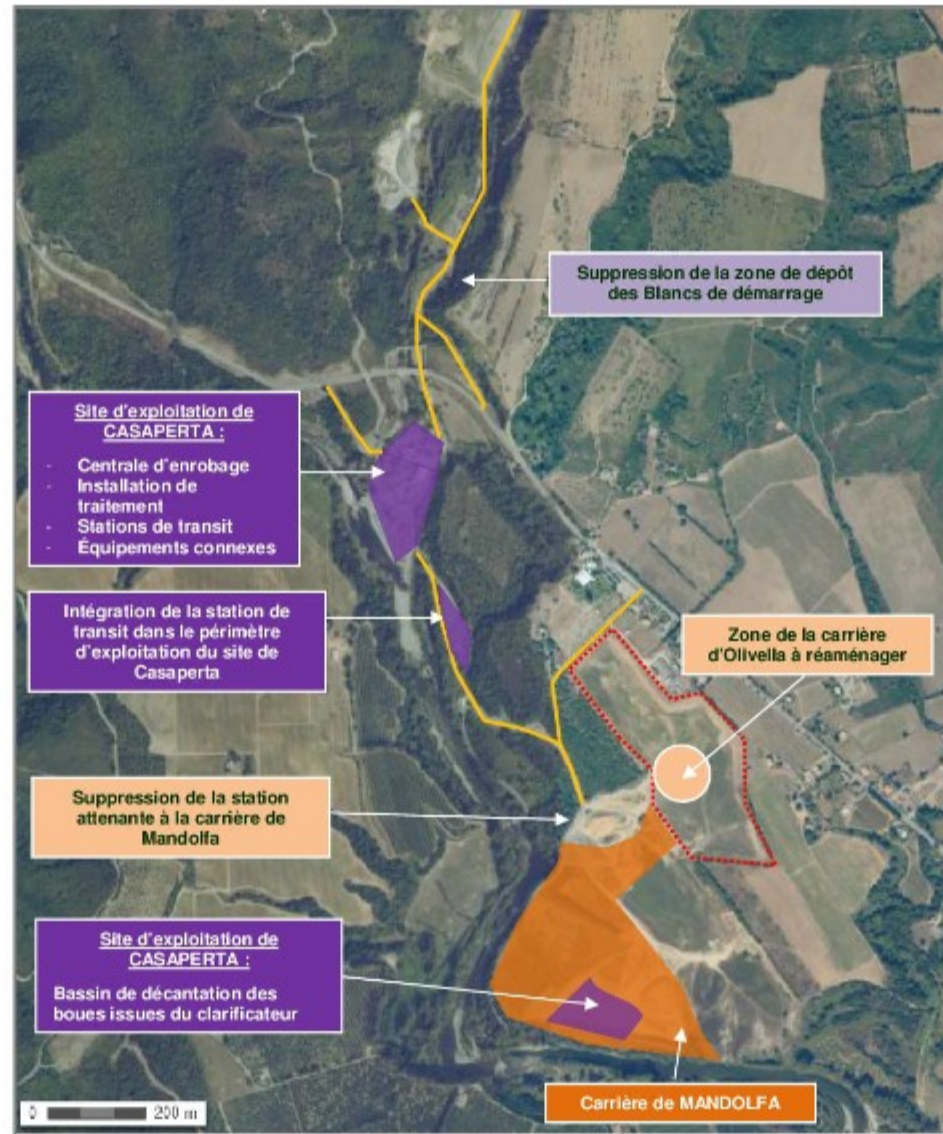 Suppression de la zone de dépôt
des Blancs de démarrage
Site d'exploitation de
CASAPERTA :
- Centrale d'enrobage
- Installation de
traitement
- Stations de transit
- Équipements connexes
Intégration de la station de
transit dans le périmètre
d'exploitation du site de
Casaperta
Zone de la carrière
d'Olivella à réaménager
Suppression de la station
attenante à la carrière de
Mandolfa
Site d'exploitation de
CASAPERTA :
Bassin de décantation des
boues issues du clarificateur
Carrière de MANDOLFA
0 200 m